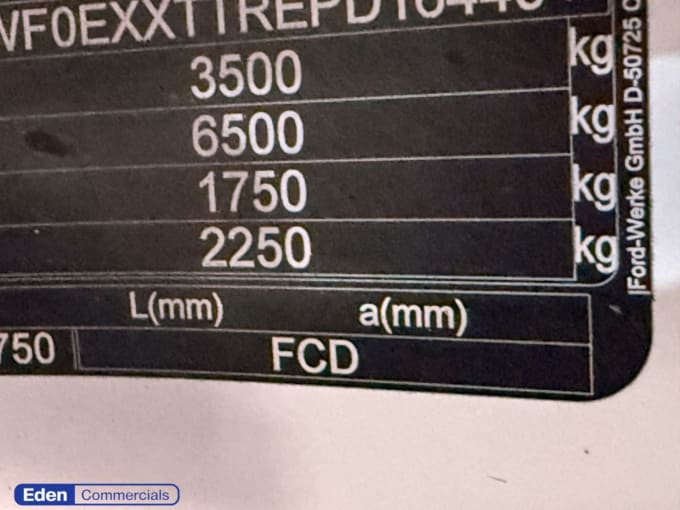 3500 kg
6500 kg
1750 kg
2250 kg
L(mm) a(mm)
750 FCD
Ford-Werke GmbH D-50725
Eden Commercials